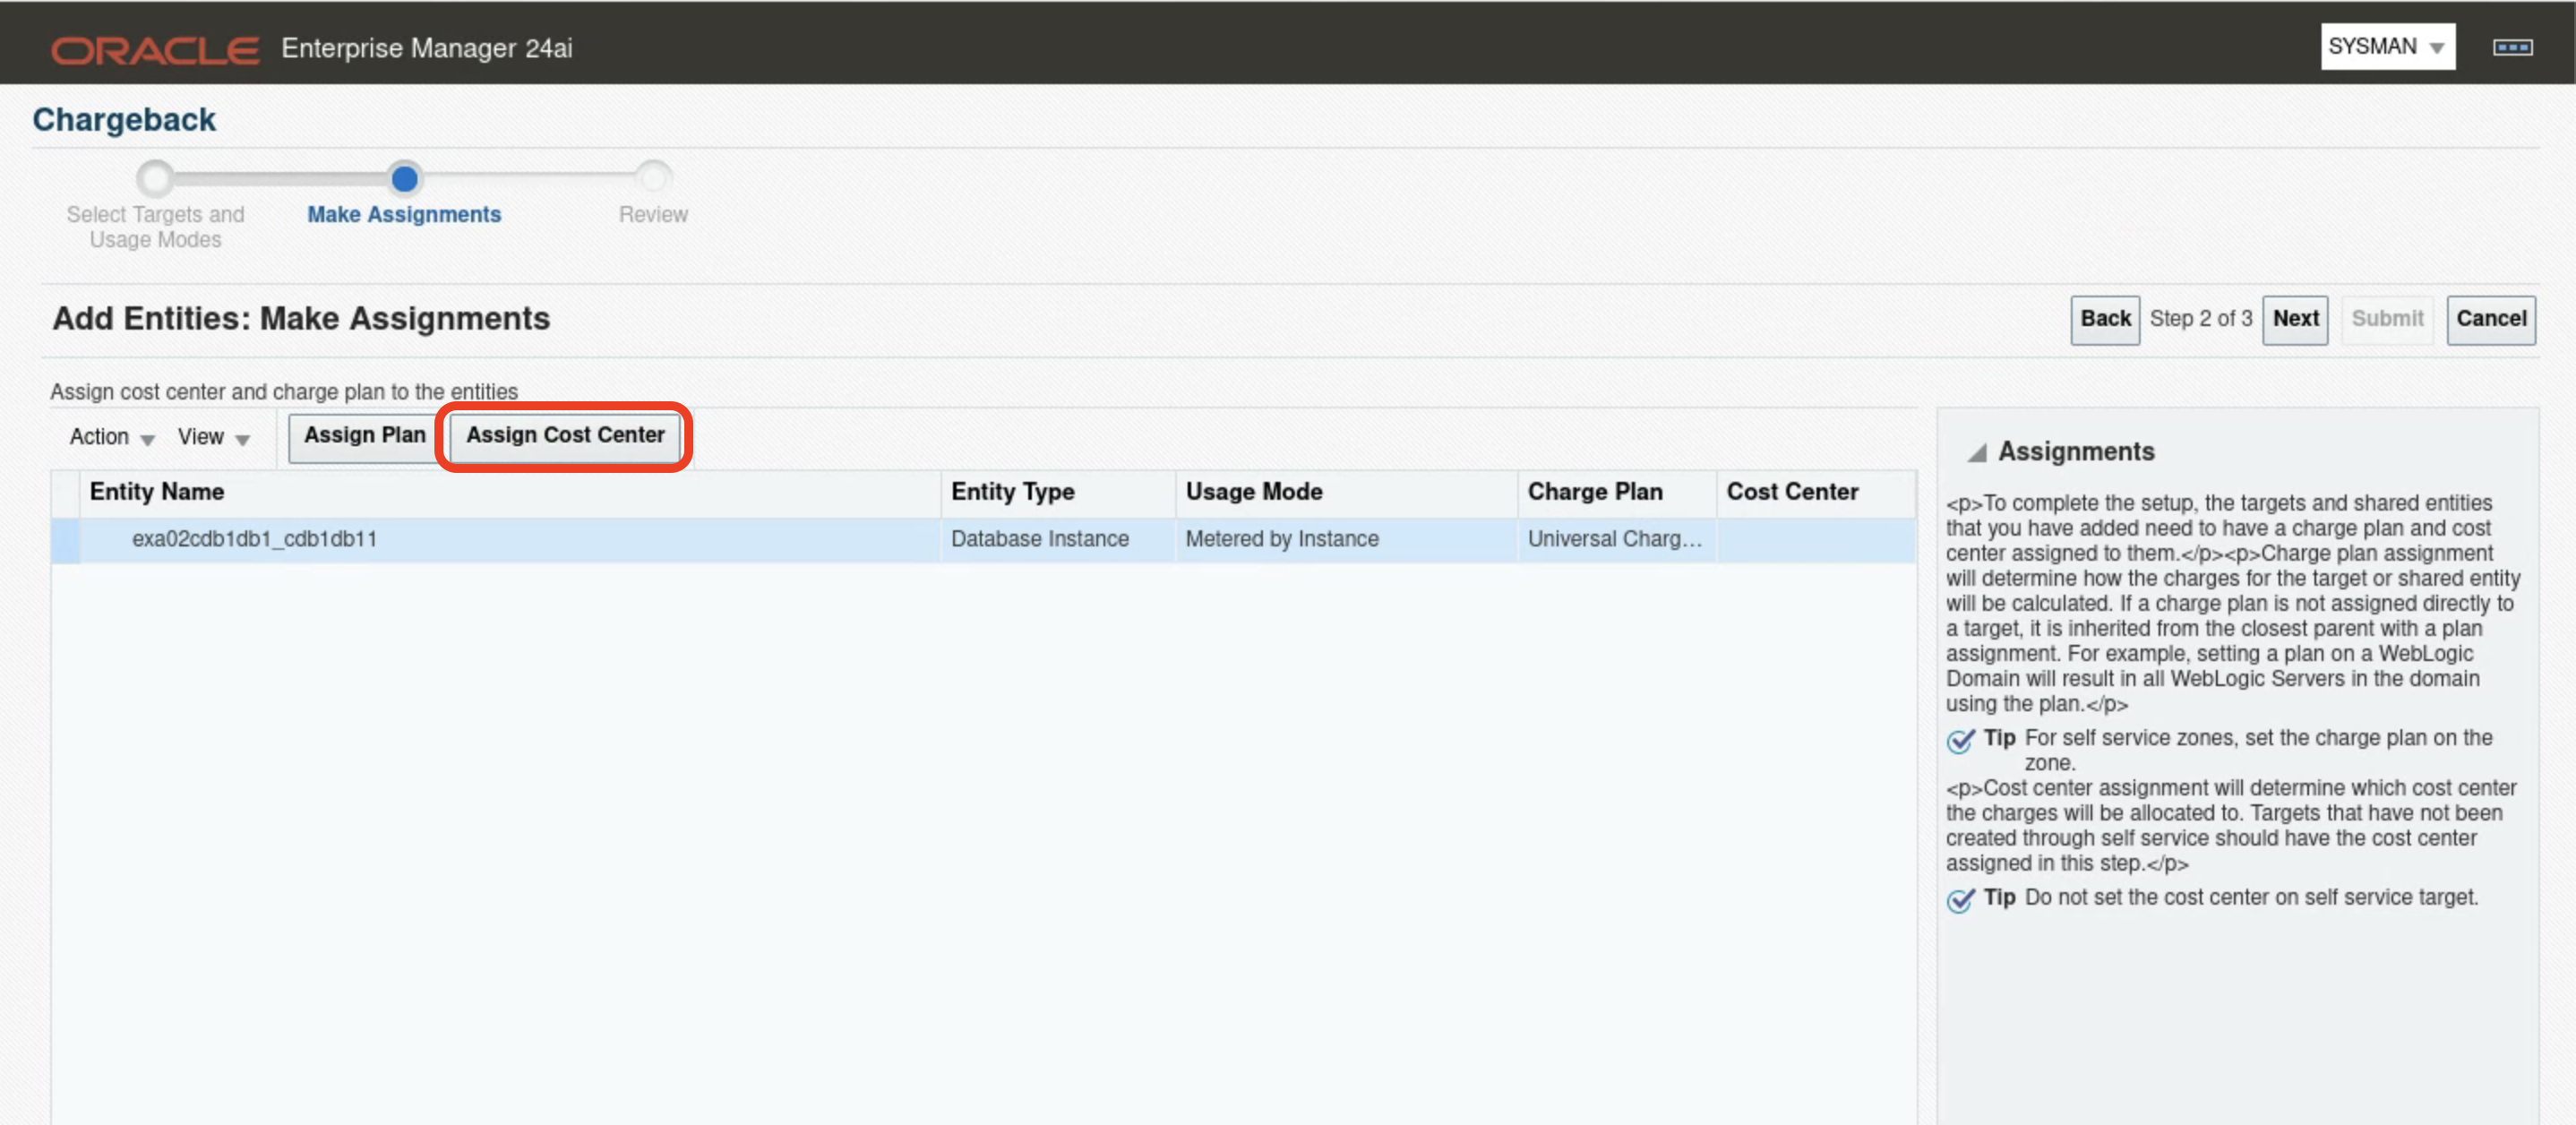 ORACLE Enterprise Manager 24ai
SYSMAN
Chargeback
Select Targets and
Usage Modes
Make Assignments
Review
Add Entities: Make Assignments
Back Step 2 of 3 Next Submit Cancel
Assign cost center and charge plan to the entities
Action View Assign Plan Assign Cost Center
Entity Name Entity Type Usage Mode Charge Plan Cost Center
exa02cdb1db1_cdb1db11 Database Instance Metered by Instance Universal Charg...
Assignments
<p>To complete the setup, the targets and shared entities
that you have added need to have a charge plan and cost
center assigned to them.</p><p>Charge plan assignment
will determine how the charges for the target or shared entity
will be calculated. If a charge plan is not assigned directly to
a target, it is inherited from the closest parent with a plan
assignment. For example, setting a plan on a WebLogic
Domain will result in all WebLogic Servers in the domain
using the plan.</p>
Tip For self service zones, set the charge plan on the
zone.
<p>Cost center assignment will determine which cost center
the charges will be allocated to. Targets that have not been
created through self service should have the cost center
assigned in this step.</p>
Tip Do not set the cost center on self service target.